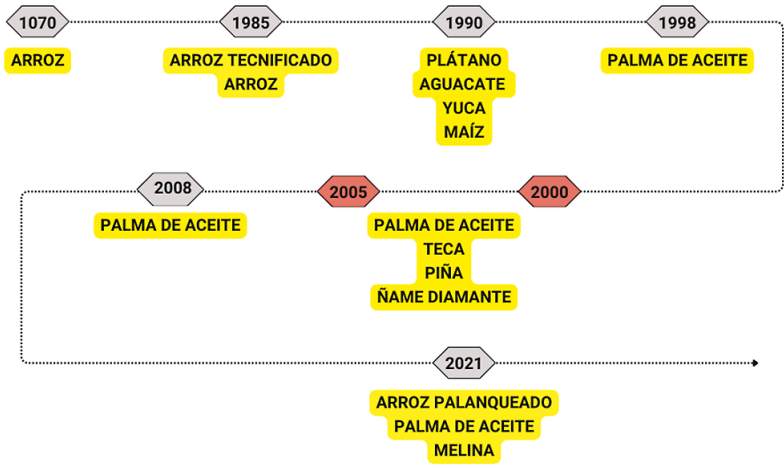 1070
ARROZ
1985
ARROZ TECNIFICADO
ARROZ
1990
PLÁTANO
AGUACATE
YUCA
MAÍZ
1998
PALMA DE ACEITE
2000
2005
PALMA DE ACEITE
TECA
PIÑA
ÑAME DIAMANTE
2008
PALMA DE ACEITE
2021
ARROZ PALANQUEADO
PALMA DE ACEITE
MELINA